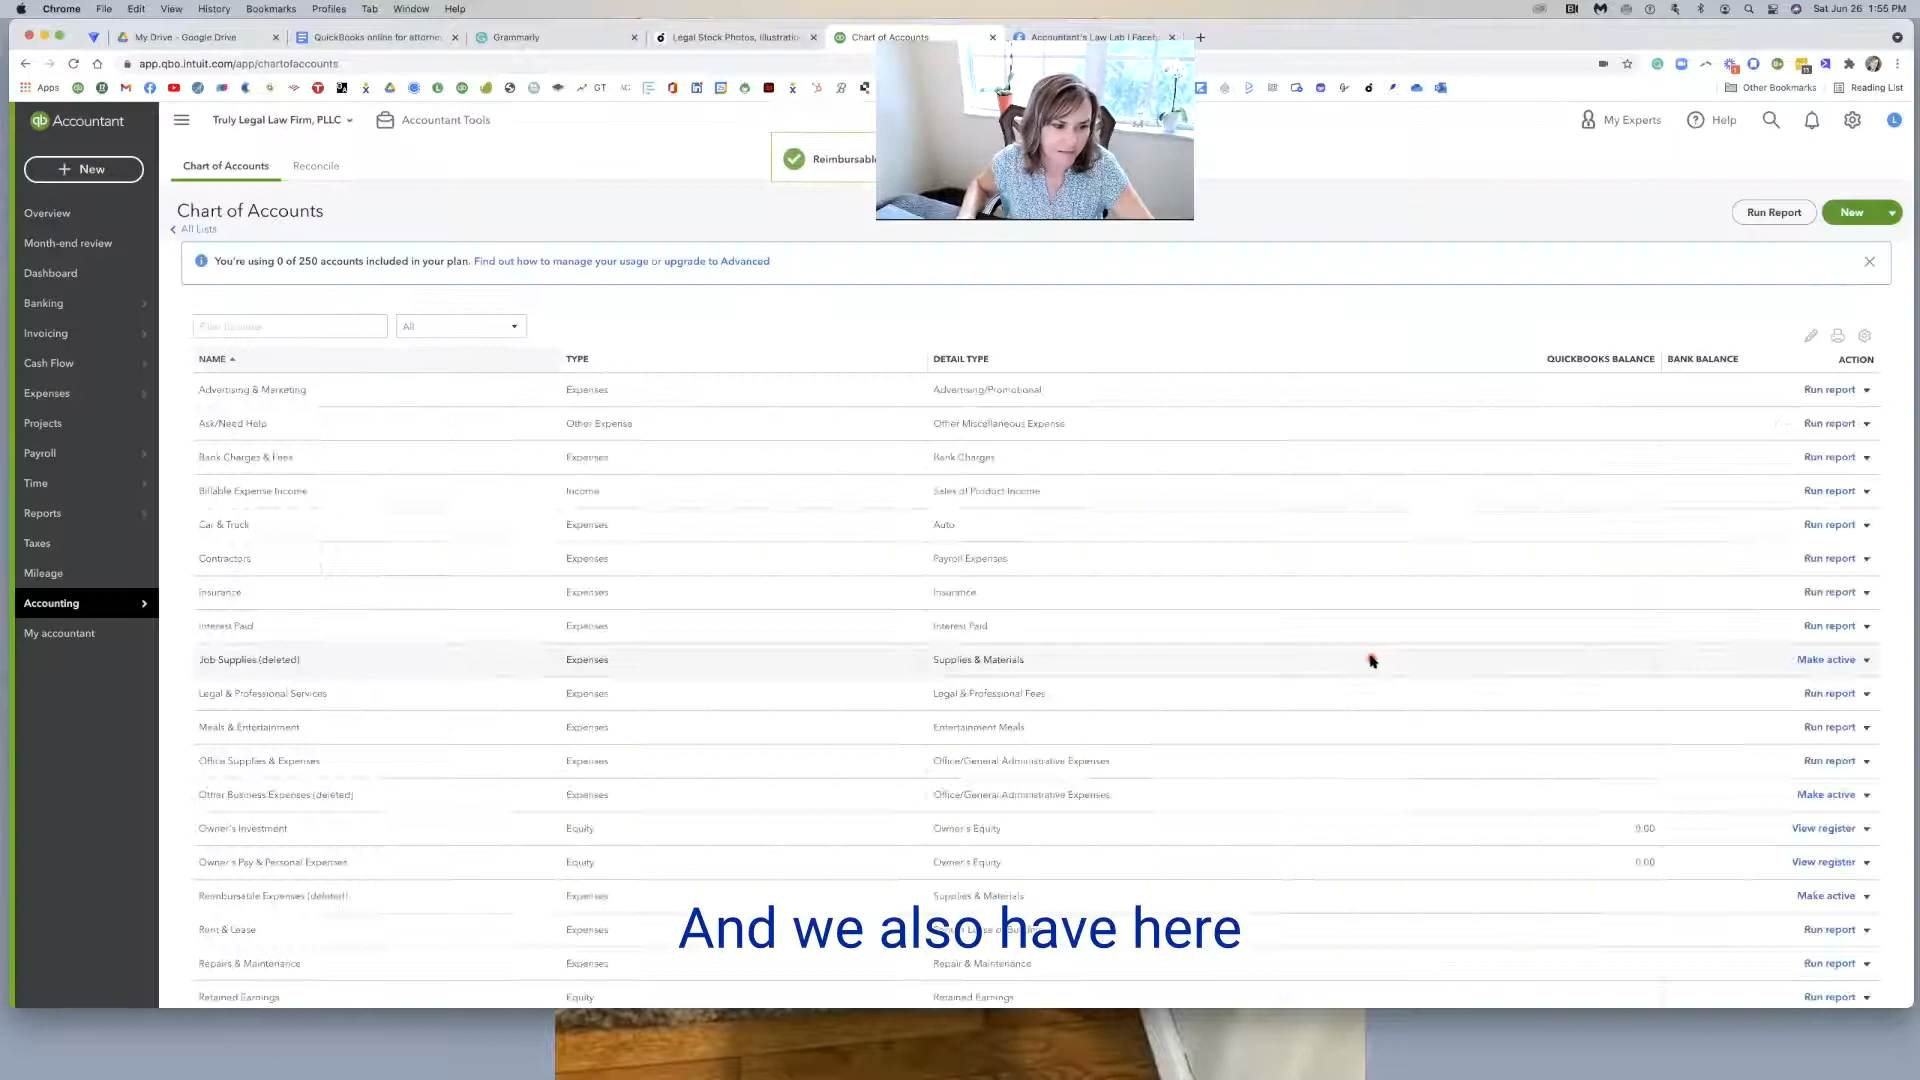 Chrome File Edit View History Bookmarks Profiles Tab Window Help
Sat Jun 26 1:55 PM
My Drive - Google Drive
QuickBooks online for attorne
Grammarly
Legal Stock Photos, Illustratio
Chart of Accounts
Accountant's Law Lab | Faceb
app.qbo.intuit.com/app/chartofaccounts
Apps
GT
Other Bookmarks
Reading List
qb Accountant
Truly Legal Law Firm, PLLC
Accountant Tools
My Experts
Help
L
+ New
Chart of Accounts
Reconcile
Reimbursable
Overview
Month-end review
Dashboard
Banking
Invoicing
Cash Flow
Expenses
Projects
Payroll
Time
Reports
Taxes
Mileage
Accounting
My accountant
Chart of Accounts
All Lists
Run Report
New
You're using 0 of 250 accounts included in your plan. Find out how to manage your usage or upgrade to Advanced
All
NAME TYPE DETAIL TYPE QUICKBOOKS BALANCE BANK BALANCE ACTION
Advertising & Marketing Expenses Advertising/Promotional Run report
Ask/Need Help Other Expense Other Miscellaneous Expense Run report
Bank Charges & Fees Expenses Bank Charges Run report
Billable Expense Income Income Sales of Product Income Run report
Car & Truck Expenses Auto Run report
Contractors Expenses Payroll Expenses Run report
Insurance Expenses Insurance Run report
Interest Paid Expenses Interest Paid Run report
Job Supplies (deleted) Expenses Supplies & Materials Make active
Legal & Professional Services Expenses Legal & Professional Fees Run report
Meals & Entertainment Expenses Entertainment Meals Run report
Office Supplies & Expenses Expenses Office/General Administrative Expenses Run report
Other Business Expenses (deleted) Expenses Office/General Administrative Expenses Make active
Owner's Investment Equity Owner's Equity 0.00 View register
Owner's Pay & Personal Expenses Equity Owner's Equity 0.00 View register
Reimbursable Expenses (deleted) Expenses Supplies & Materials Make active
Rent & Lease Expenses Run report
Repairs & Maintenance Expenses Repair & Maintenance Run report
Retained Earnings Equity Retained Earnings Run report
And we also have here